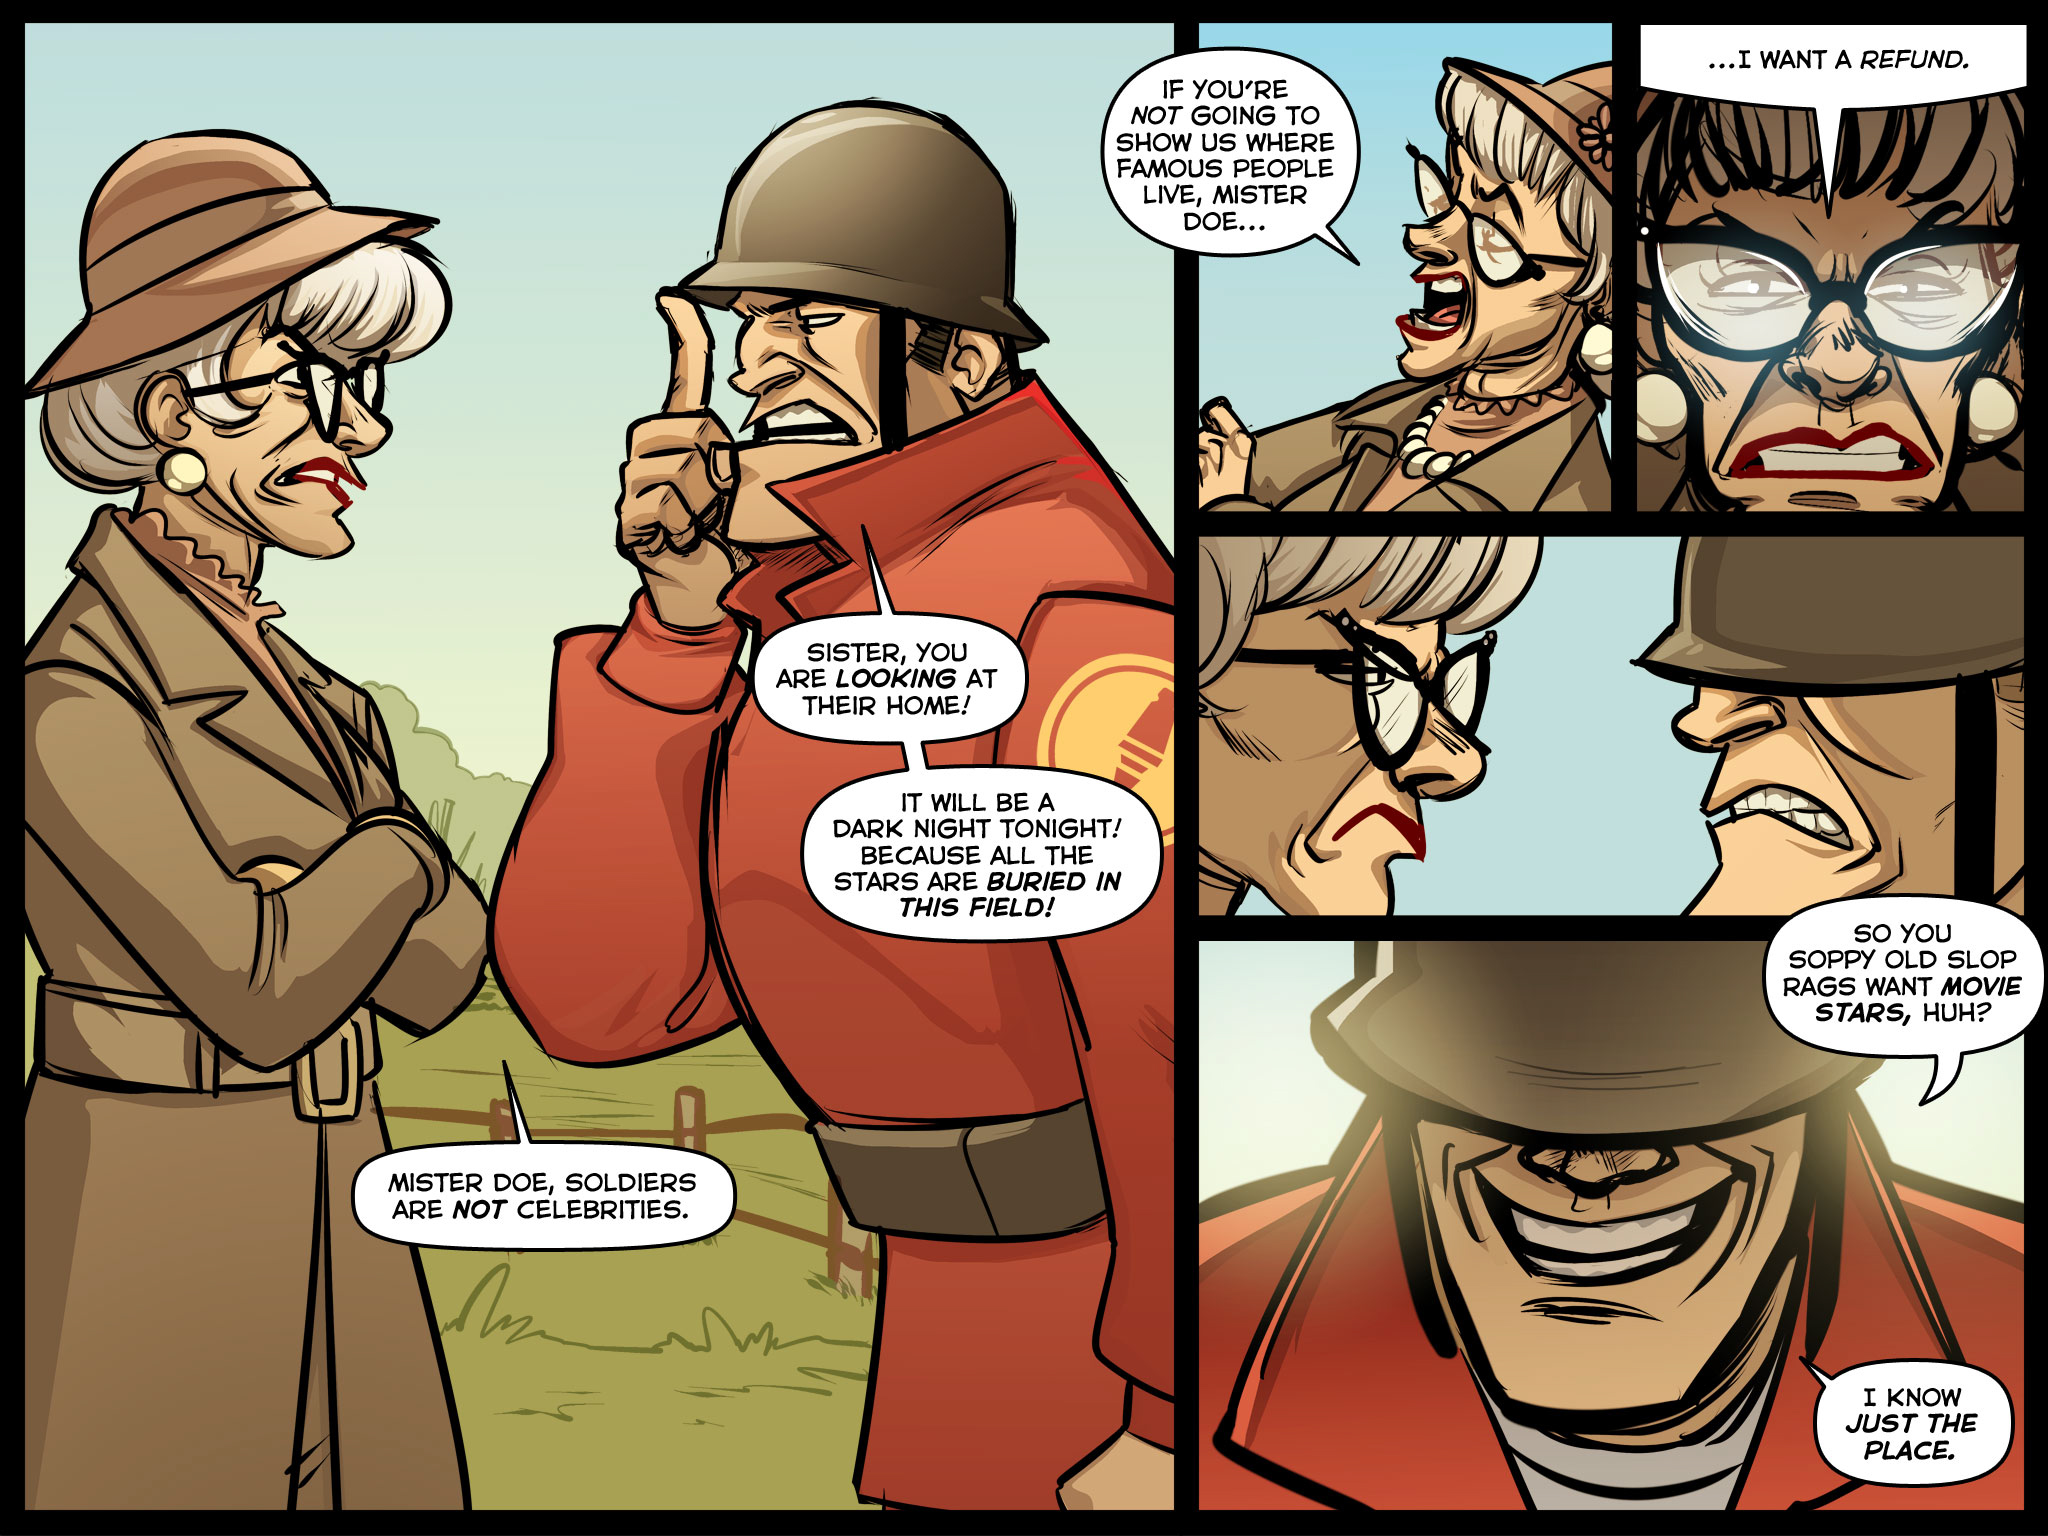 SISTER, YOU
ARE LOOKING AT
THEIR HOME!
IT WILL BE A
DARK NIGHT TONIGHT!
BECAUSE ALL THE
STARS ARE BURIED IN
THIS FIELD!
MISTER DOE, SOLDIERS
ARE NOT CELEBRITIES.
IF YOU'RE
NOT GOING TO
SHOW US WHERE
FAMOUS PEOPLE
LIVE, MISTER
DOE...
...I WANT A REFUND.
SO YOU
SOPPY OLD SLOP
RAGS WANT MOVIE
STARS, HUH?
I KNOW
JUST THE
PLACE.